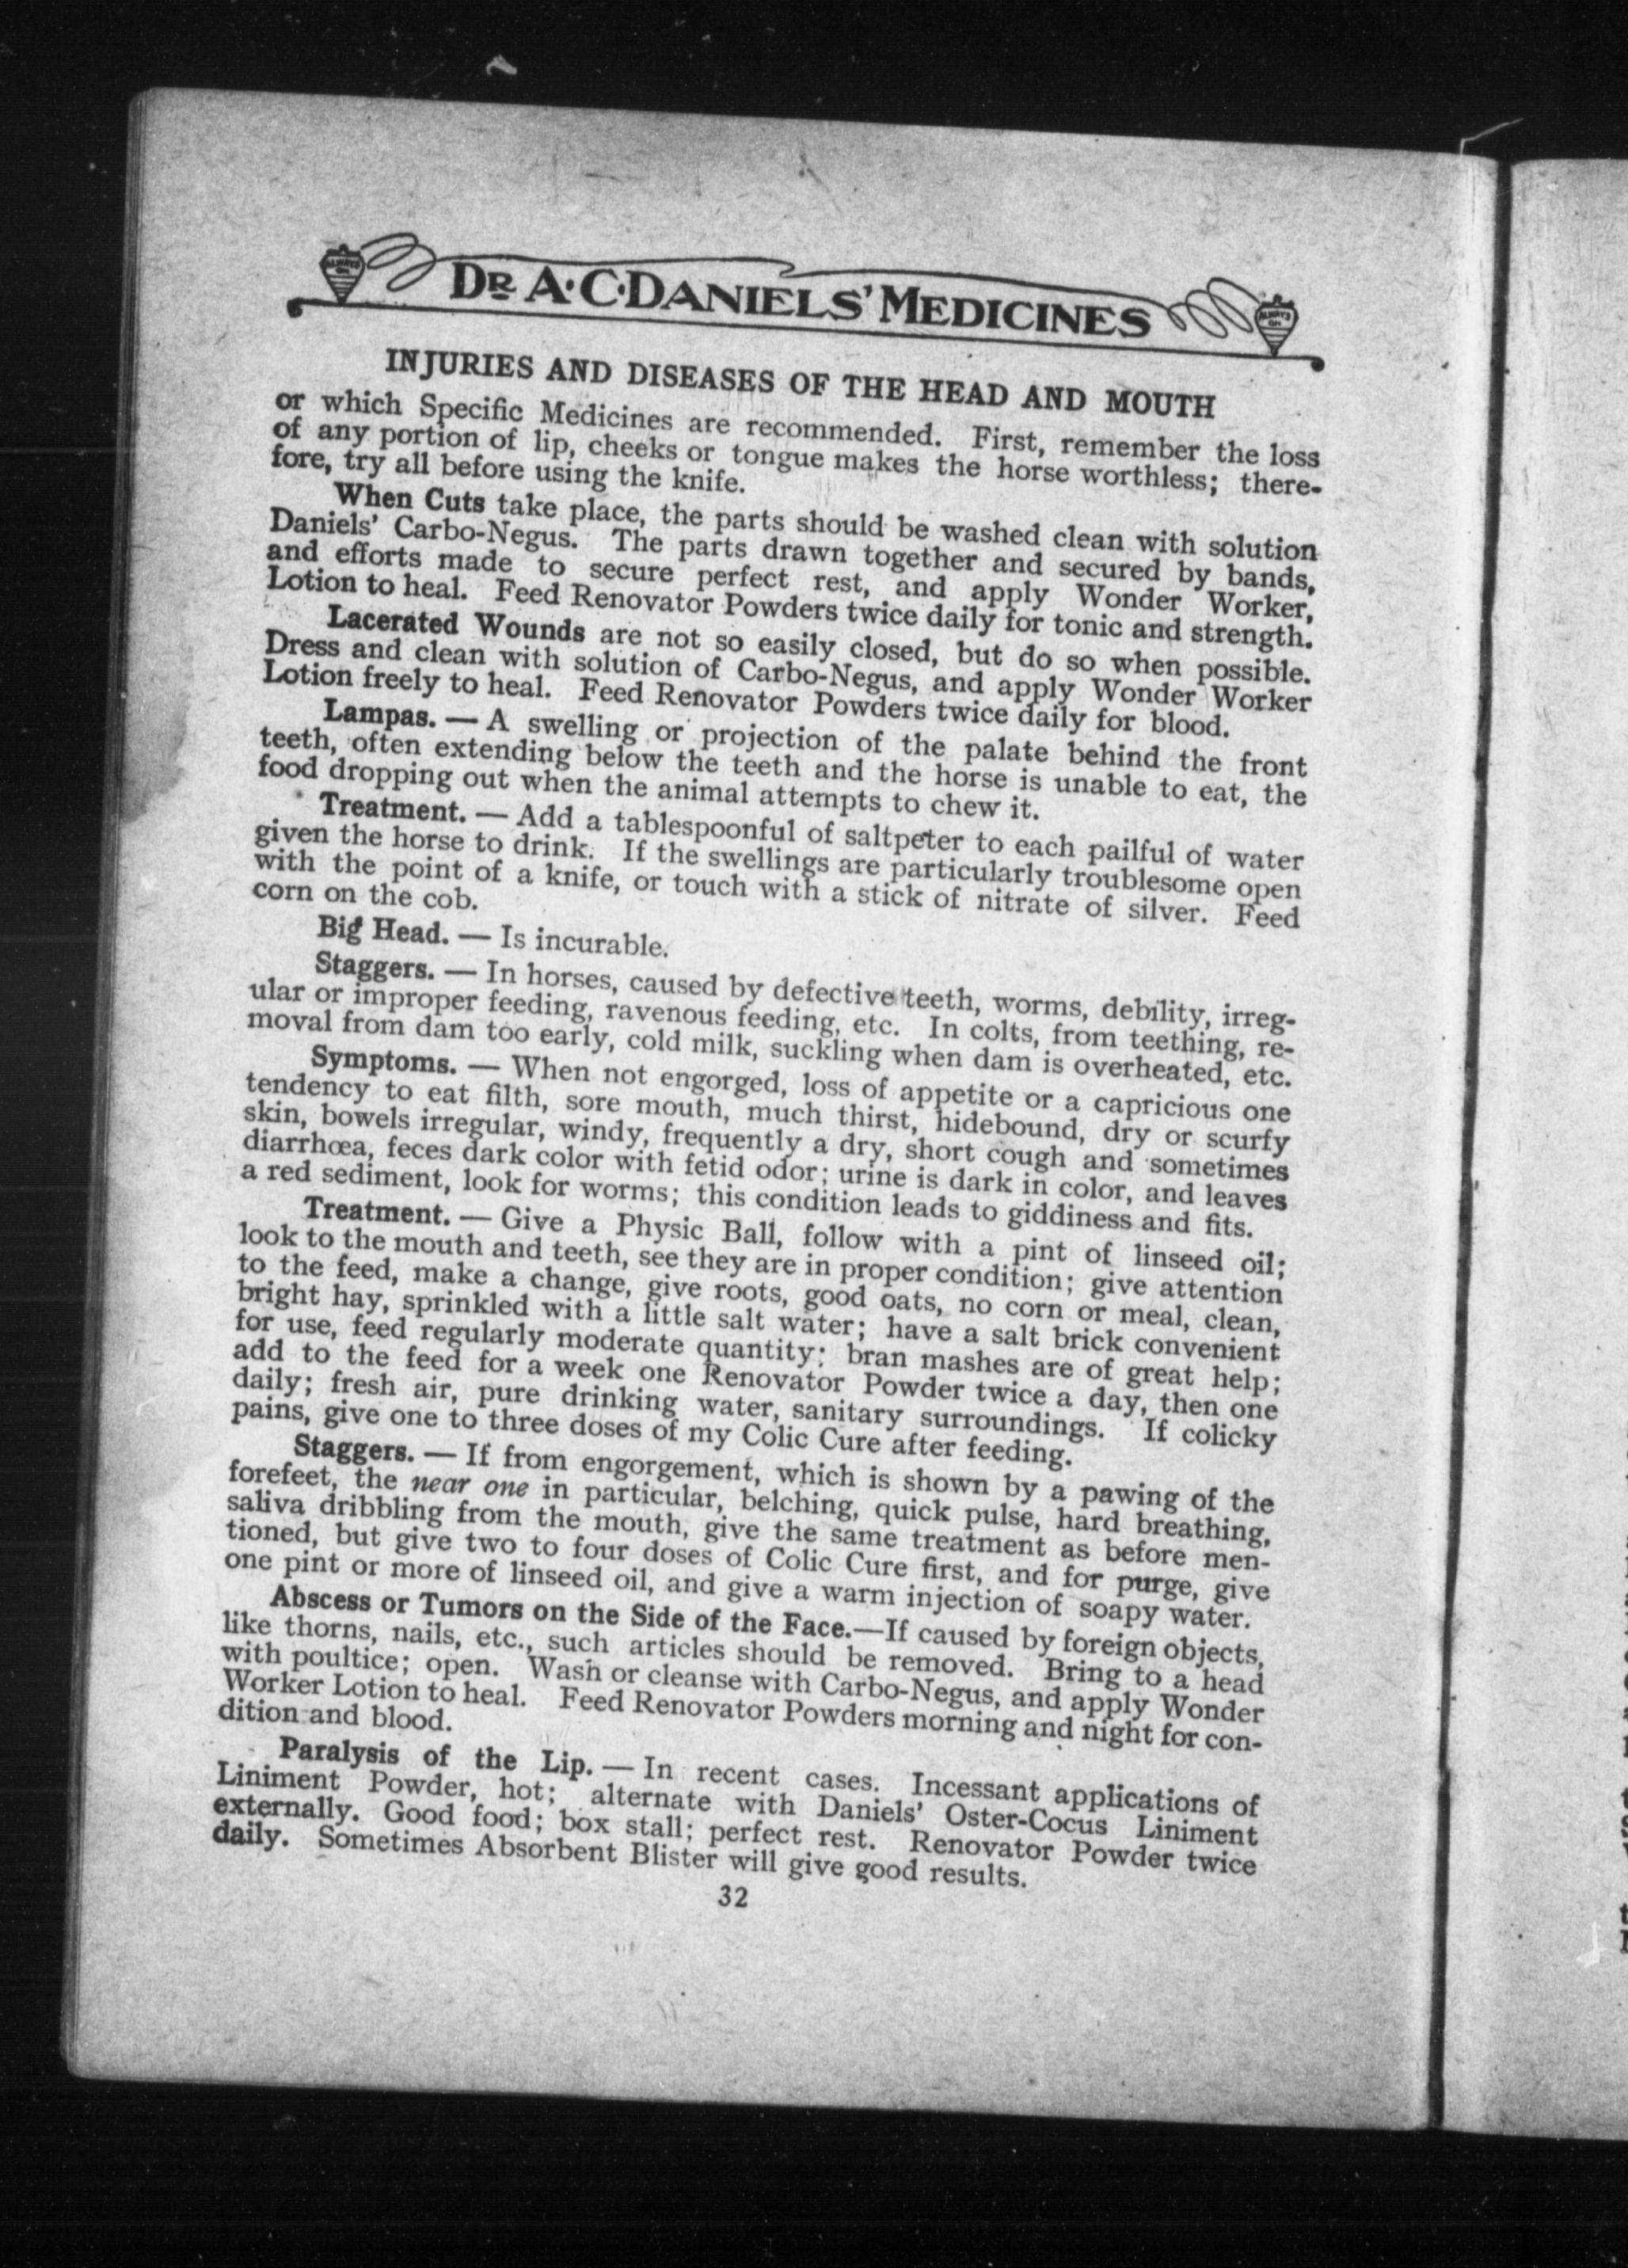 ALWAYS ON
DR. A·C·DANIELS' MEDICINES
ALWAYS ON
INJURIES AND DISEASES OF THE HEAD AND MOUTH
or which Specific Medicines are recommended. First, remember the loss
of any portion of lip, cheeks or tongue makes the horse worthless; there-
fore, try all before using the knife.
When Cuts take place, the parts should be washed clean with solution
Daniels' Carbo-Negus. The parts drawn together and secured by bands,
and efforts made to secure perfect rest, and apply Wonder Worker,
Lotion to heal. Feed Renovator Powders twice daily for tonic and strength.
Lacerated Wounds are not so easily closed, but do so when possible.
Dress and clean with solution of Carbo-Negus, and apply Wonder Worker
Lotion freely to heal. Feed Renovator Powders twice daily for blood.
Lampas. — A swelling or projection of the palate behind the front
teeth, often extending below the teeth and the horse is unable to eat, the
food dropping out when the animal attempts to chew it.
Treatment. — Add a tablespoonful of saltpeter to each pailful of water
given the horse to drink. If the swellings are particularly troublesome open
with the point of a knife, or touch with a stick of nitrate of silver. Feed
corn on the cob.
Big Head. — Is incurable.
Staggers. — In horses, caused by defective teeth, worms, debility, irreg-
ular or improper feeding, ravenous feeding, etc. In colts, from teething, re-
moval from dam too early, cold milk, suckling when dam is overheated, etc.
Symptoms. — When not engorged, loss of appetite or a capricious one
tendency to eat filth, sore mouth, much thirst, hidebound, dry or scurfy
skin, bowels irregular, windy, frequently a dry, short cough and sometimes
diarrhœa, feces dark color with fetid odor; urine is dark in color, and leaves
a red sediment, look for worms; this condition leads to giddiness and fits.
Treatment. — Give a Physic Ball, follow with a pint of linseed oil;
look to the mouth and teeth, see they are in proper condition; give attention
to the feed, make a change, give roots, good oats, no corn or meal, clean,
bright hay, sprinkled with a little salt water; have a salt brick convenient
for use, feed regularly moderate quantity; bran mashes are of great help;
add to the feed for a week one Renovator Powder twice a day, then one
daily; fresh air, pure drinking water, sanitary surroundings. If colicky
pains, give one to three doses of my Colic Cure after feeding.
Staggers. — If from engorgement, which is shown by a pawing of the
forefeet, the near one in particular, belching, quick pulse, hard breathing,
saliva dribbling from the mouth, give the same treatment as before men-
tioned, but give two to four doses of Colic Cure first, and for purge, give
one pint or more of linseed oil, and give a warm injection of soapy water.
Abscess or Tumors on the Side of the Face.—If caused by foreign objects,
like thorns, nails, etc., such articles should be removed. Bring to a head
with poultice; open. Wash or cleanse with Carbo-Negus, and apply Wonder
Worker Lotion to heal. Feed Renovator Powders morning and night for con-
dition and blood.
Paralysis of the Lip. — In recent cases. Incessant applications of
Liniment Powder, hot; alternate with Daniels' Oster-Cocus Liniment
externally. Good food; box stall; perfect rest. Renovator Powder twice
daily. Sometimes Absorbent Blister will give good results.
32